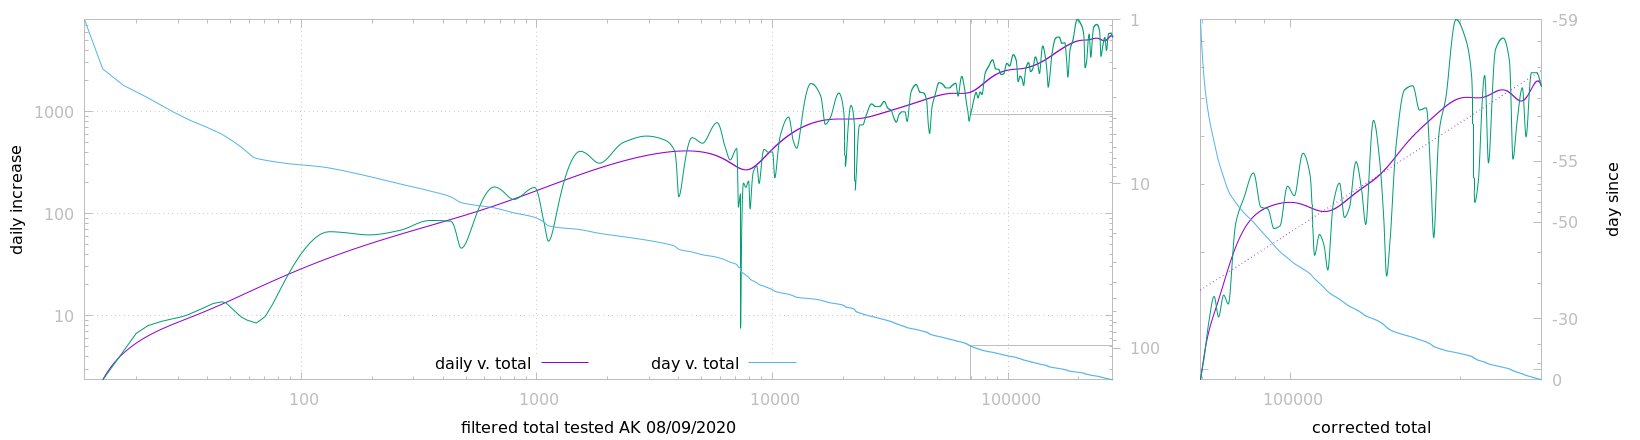 daily increase
1000
100
10
100
1000
10000
100000
1
10
100
daily v. total
day v. total
filtered total tested AK 08/09/2020
-59
-55
-50
-30
0
day since
100000
corrected total